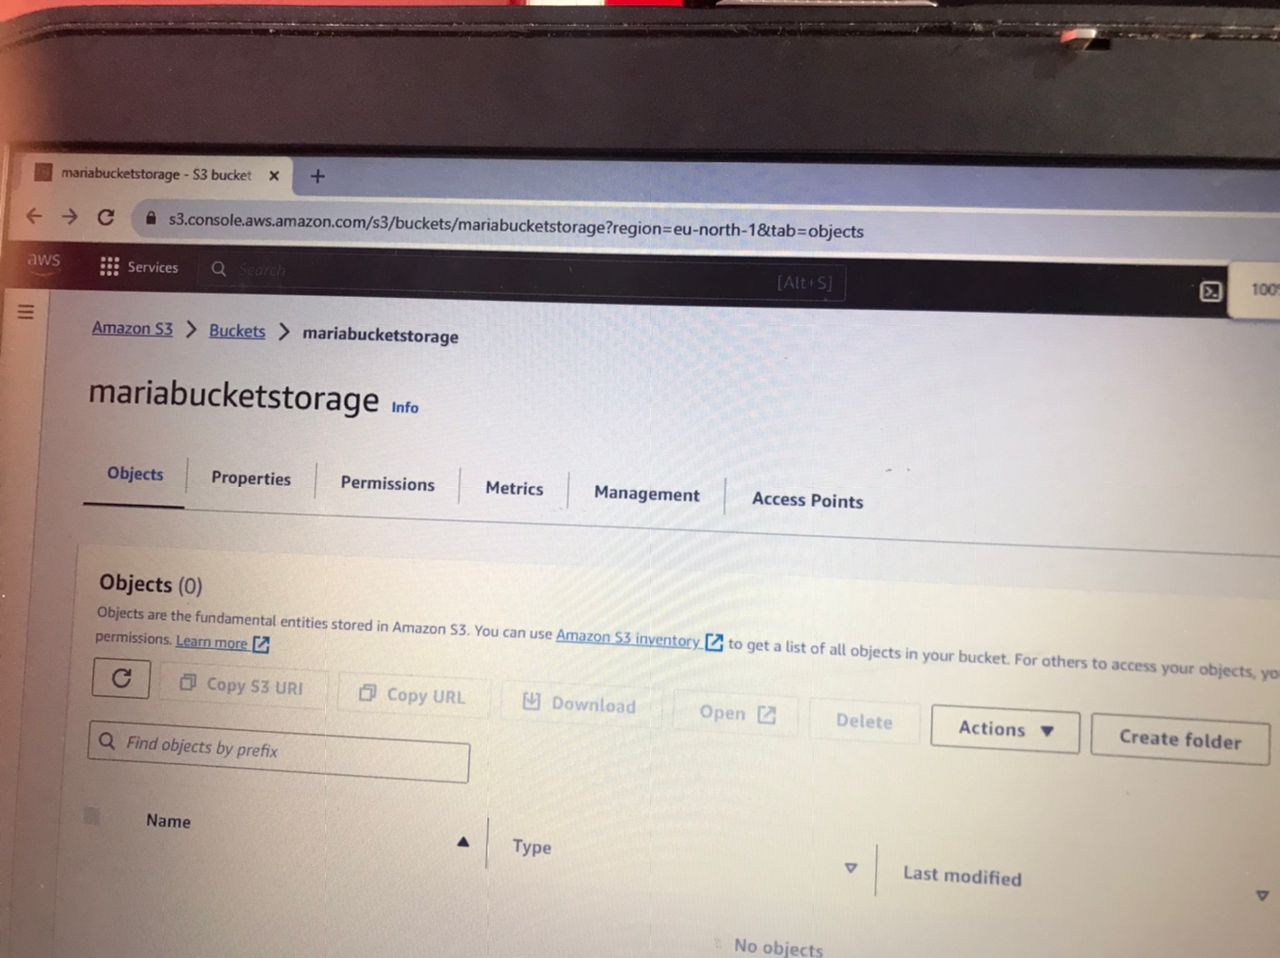 mariabucketstorage - S3 bucket
s3.console.aws.amazon.com/s3/buckets/mariabucketstorage?region=eu-north-1&tab=objects
aws Services Search [Alt+S]
Amazon S3 > Buckets > mariabucketstorage
mariabucketstorage Info
Objects Properties Permissions Metrics Management Access Points
Objects (0)
Objects are the fundamental entities stored in Amazon S3. You can use Amazon S3 inventory to get a list of all objects in your bucket. For others to access your objects,
permissions. Learn more
Copy S3 URI Copy URL Download Open Delete Actions Create folder
Find objects by prefix
Name Type Last modified
No objects